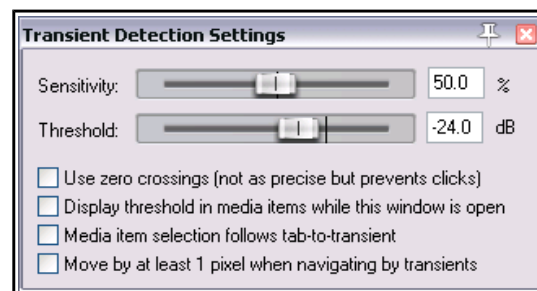 Transient Detection Settings
Sensitivity: 50.0 %
Threshold: -24.0 dB
Use zero crossings (not as precise but prevents clicks)
Display threshold in media items while this window is open
Media item selection follows tab-to-transient
Move by at least 1 pixel when navigating by transients